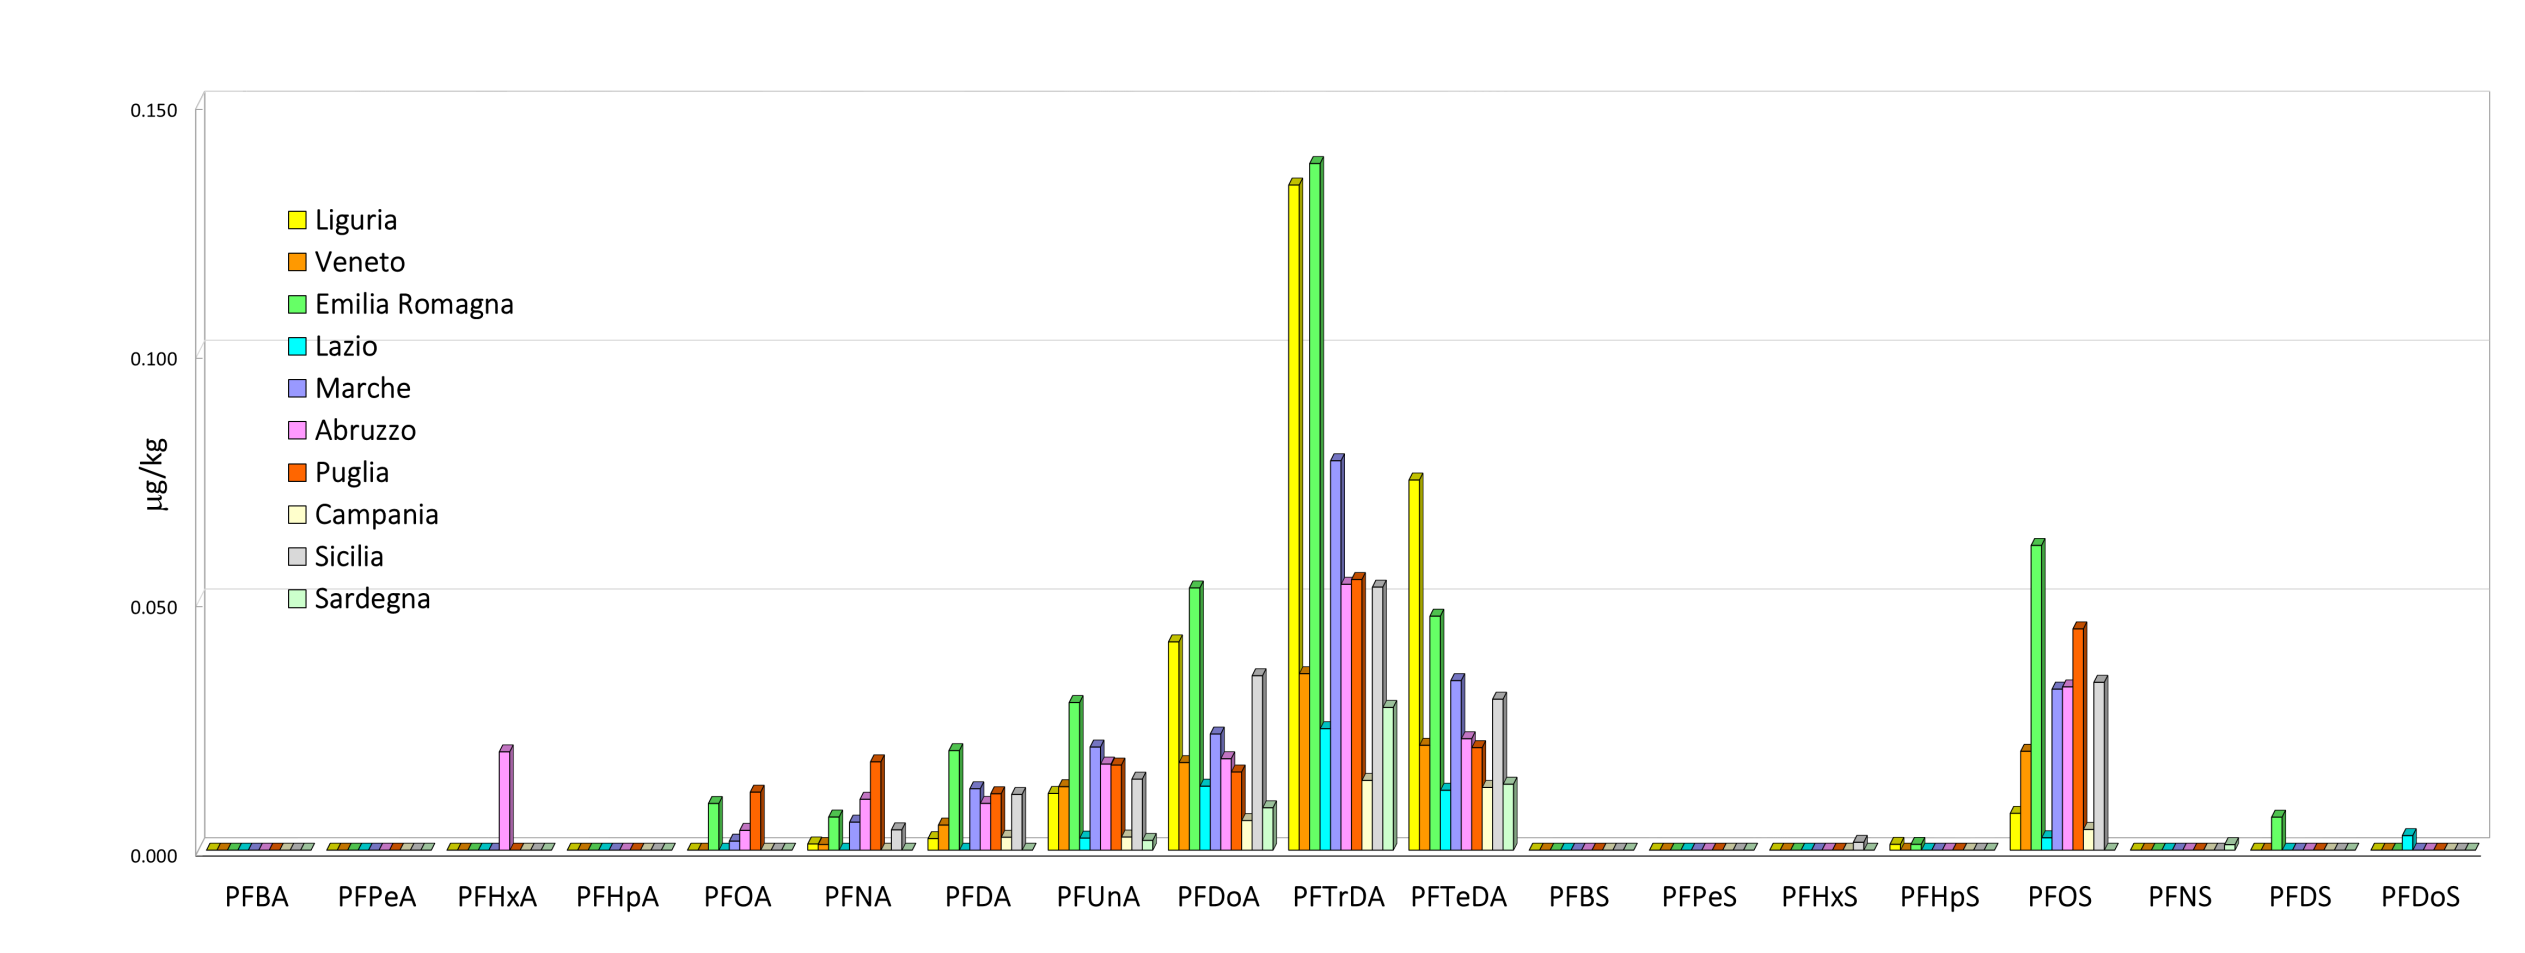 0.150
0.100
0.050
0.000
µg/kg
Liguria
Veneto
Emilia Romagna
Lazio
Marche
Abruzzo
Puglia
Campania
Sicilia
Sardegna
PFBA PFPeA PFHxA PFHpA PFOA PFNA PFDA PFUnA PFDoA PFTrDA PFTeDA PFBS PFPeS PFHxS PFHpS PFOS PFNS PFDS PFDoS